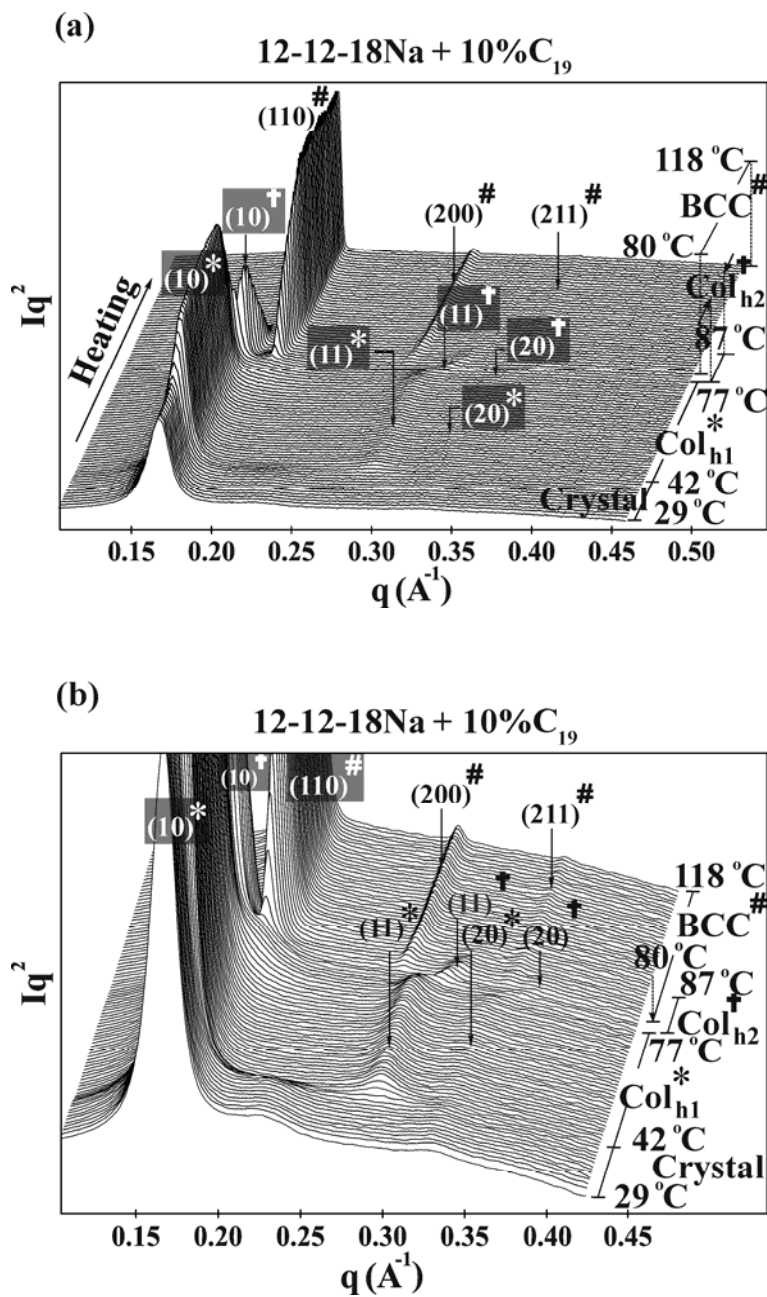 (a)
12-12-18Na + 10%C₁₉
(110)#
(10)†
(10)*
(200)#
(211)#
118 °C
BCC#
80 °C
Colₕ₂†
87 °C
77 °C
Colₕ₁*
42 °C
Crystal
29 °C
(11)†
(20)†
(11)*
(20)*
Heating
Iq²
0.15 0.20 0.25 0.30 0.35 0.40 0.45 0.50
q (A⁻¹)
(b)
12-12-18Na + 10%C₁₉
(10)†
(110)#
(10)*
(200)#
(211)#
(11)*
(11)†
(20)*
(20)†
118 °C
BCC#
80 °C
87 °C
Colₕ₂†
77 °C
Colₕ₁*
42 °C
Crystal
29 °C
Iq²
0.15 0.20 0.25 0.30 0.35 0.40 0.45
q (A⁻¹)